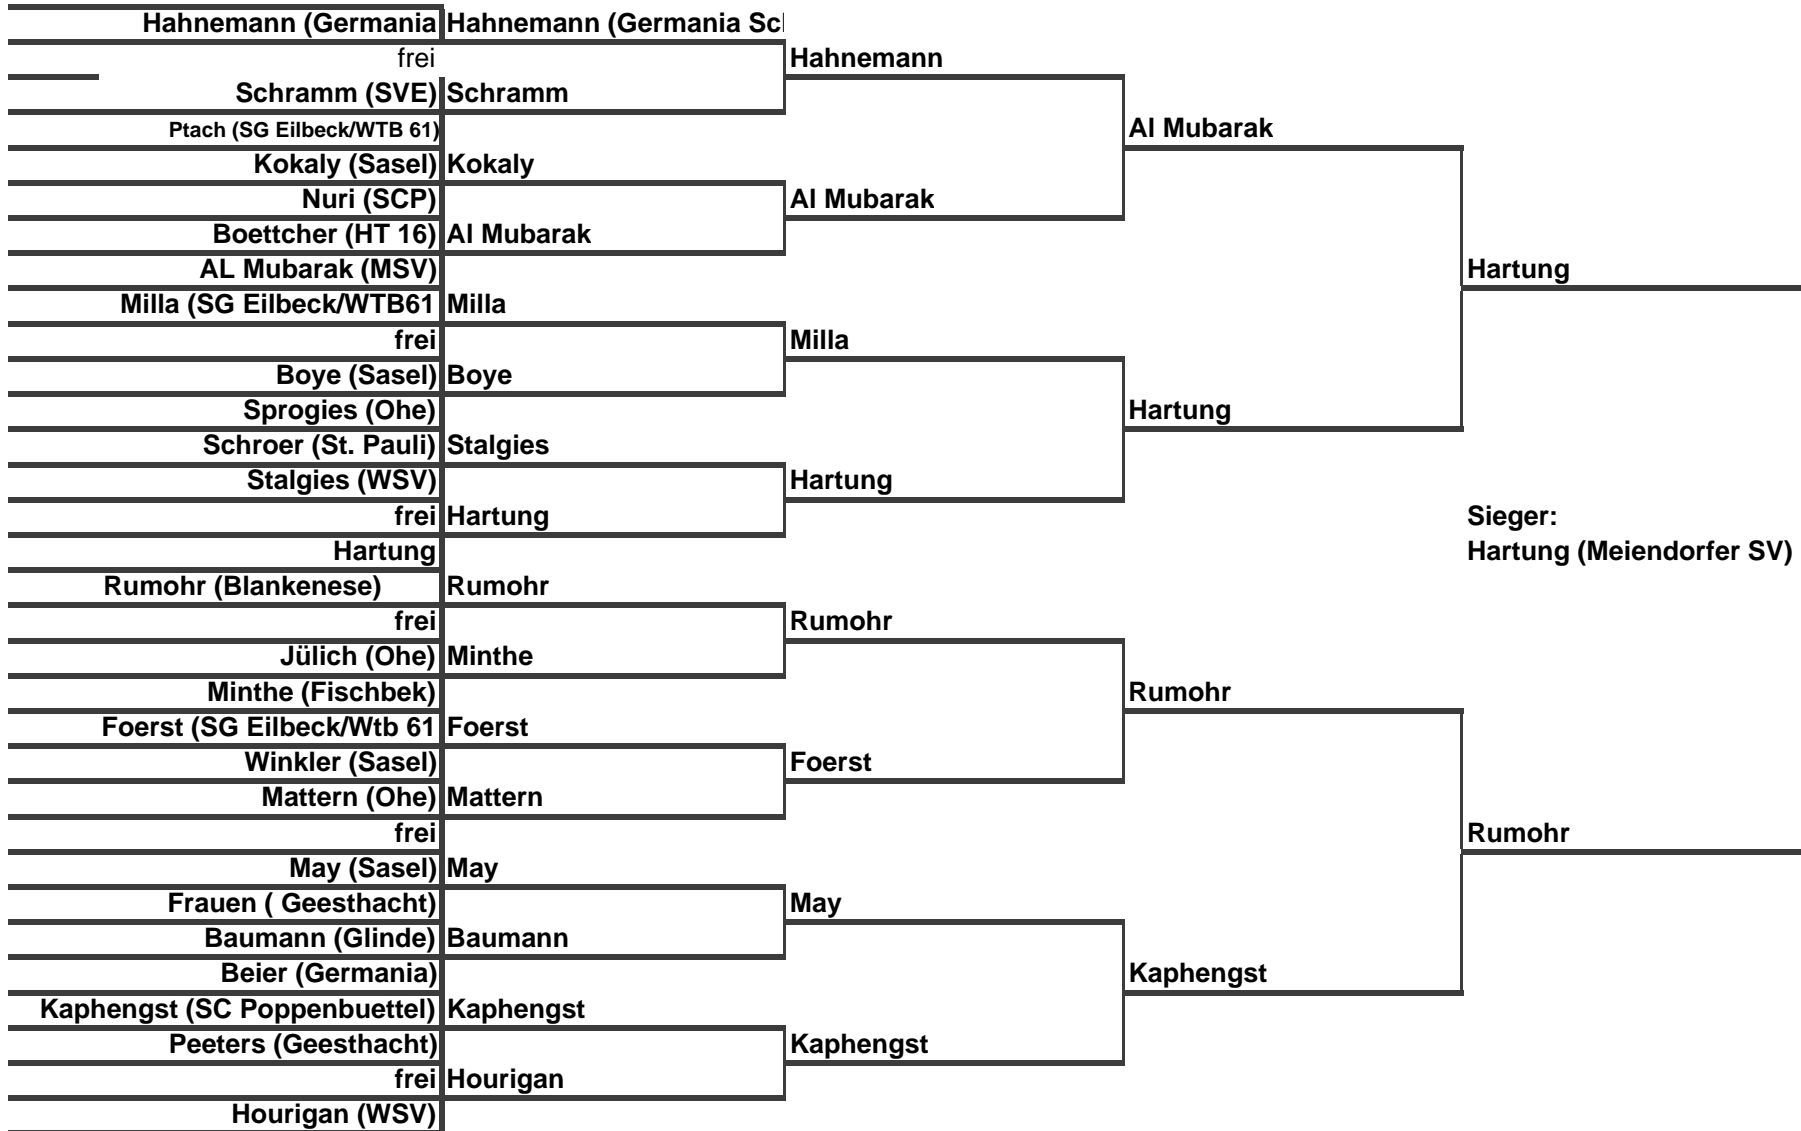 Hahnemann (Germania Hahnemann (Germania Scl
frei Hahnemann
Schramm (SVE) Schramm
Ptach (SG Eilbeck/WTB 61) Al Mubarak
Kokaly (Sasel) Kokaly
Nuri (SCP) Al Mubarak
Boettcher (HT 16) Al Mubarak
AL Mubarak (MSV) Hartung
Milla (SG Eilbeck/WTB61 Milla
frei Milla
Boye (Sasel) Boye
Sprogies (Ohe) Hartung
Schroer (St. Pauli) Stalgies
Stalgies (WSV) Hartung
frei Hartung Sieger:
Hartung Hartung (Meiendorfer SV)
Rumohr (Blankenese) Rumohr
frei Rumohr
Jülich (Ohe) Minthe
Minthe (Fischbek) Rumohr
Foerst (SG Eilbeck/Wtb 61 Foerst
Winkler (Sasel) Foerst
Mattern (Ohe) Mattern
frei Rumohr
May (Sasel) May
Frauen ( Geesthacht) May
Baumann (Glinde) Baumann
Beier (Germania) Kaphengst
Kaphengst (SC Poppenbuettel) Kaphengst
Peeters (Geesthacht) Kaphengst
frei Hourigan
Hourigan (WSV)